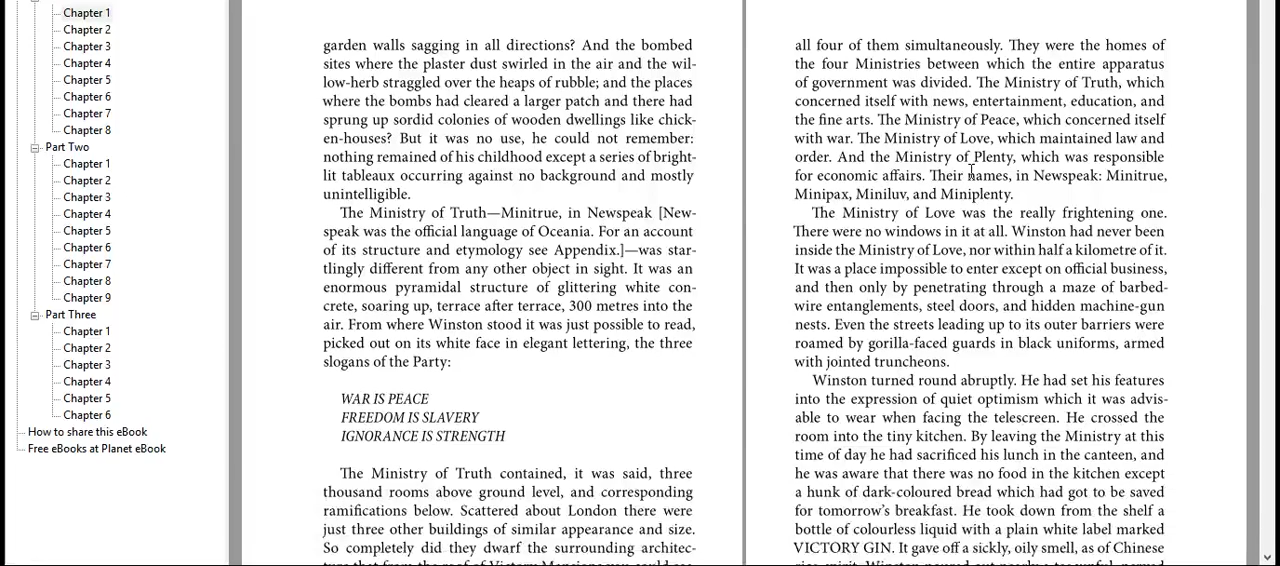 Chapter 1
Chapter 2
Chapter 3
Chapter 4
Chapter 5
Chapter 6
Chapter 7
Chapter 8
Part Two
Chapter 1
Chapter 2
Chapter 3
Chapter 4
Chapter 5
Chapter 6
Chapter 7
Chapter 8
Chapter 9
Part Three
Chapter 1
Chapter 2
Chapter 3
Chapter 4
Chapter 5
Chapter 6
How to share this eBook
Free eBooks at Planet eBook
garden walls sagging in all directions? And the bombed
sites where the plaster dust swirled in the air and the wil-
low-herb straggled over the heaps of rubble; and the places
where the bombs had cleared a larger patch and there had
sprung up sordid colonies of wooden dwellings like chick-
en-houses? But it was no use, he could not remember:
nothing remained of his childhood except a series of bright-
lit tableaux occurring against no background and mostly
unintelligible.
The Ministry of Truth—Minitrue, in Newspeak [New-
speak was the official language of Oceania. For an account
of its structure and etymology see Appendix.]—was star-
tlingly different from any other object in sight. It was an
enormous pyramidal structure of glittering white con-
crete, soaring up, terrace after terrace, 300 metres into the
air. From where Winston stood it was just possible to read,
picked out on its white face in elegant lettering, the three
slogans of the Party:
WAR IS PEACE
FREEDOM IS SLAVERY
IGNORANCE IS STRENGTH
The Ministry of Truth contained, it was said, three
thousand rooms above ground level, and corresponding
ramifications below. Scattered about London there were
just three other buildings of similar appearance and size.
So completely did they dwarf the surrounding architec-
all four of them simultaneously. They were the homes of
the four Ministries between which the entire apparatus
of government was divided. The Ministry of Truth, which
concerned itself with news, entertainment, education, and
the fine arts. The Ministry of Peace, which concerned itself
with war. The Ministry of Love, which maintained law and
order. And the Ministry of Plenty, which was responsible
for economic affairs. Their names, in Newspeak: Minitrue,
Minipax, Miniluv, and Miniplenty.
The Ministry of Love was the really frightening one.
There were no windows in it at all. Winston had never been
inside the Ministry of Love, nor within half a kilometre of it.
It was a place impossible to enter except on official business,
and then only by penetrating through a maze of barbed-
wire entanglements, steel doors, and hidden machine-gun
nests. Even the streets leading up to its outer barriers were
roamed by gorilla-faced guards in black uniforms, armed
with jointed truncheons.
Winston turned round abruptly. He had set his features
into the expression of quiet optimism which it was advis-
able to wear when facing the telescreen. He crossed the
room into the tiny kitchen. By leaving the Ministry at this
time of day he had sacrificed his lunch in the canteen, and
he was aware that there was no food in the kitchen except
a hunk of dark-coloured bread which had got to be saved
for tomorrow's breakfast. He took down from the shelf a
bottle of colourless liquid with a plain white label marked
VICTORY GIN. It gave off a sickly, oily smell, as of Chinese